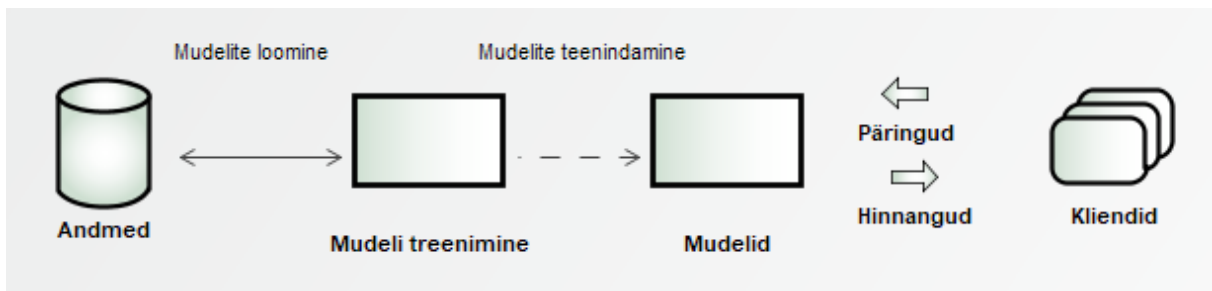 Mudelite loomine
Mudelite teenindamine
Päringud
Hinnangud
Andmed
Mudeli treenimine
Mudelid
Kliendid